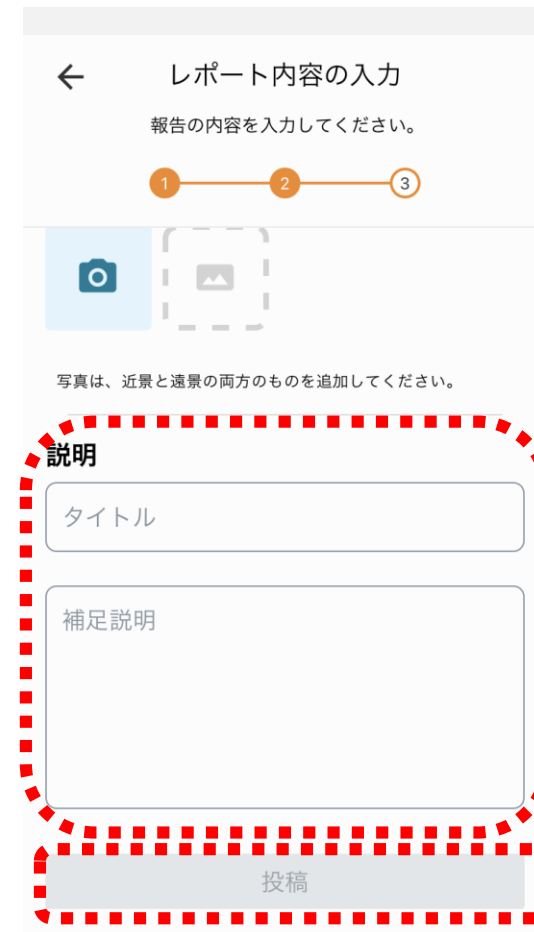 レポート内容の入力
報告の内容を入力してください。
1 2 3
写真は、近景と遠景の両方のものを追加してください。
説明
タイトル
補足説明
投稿